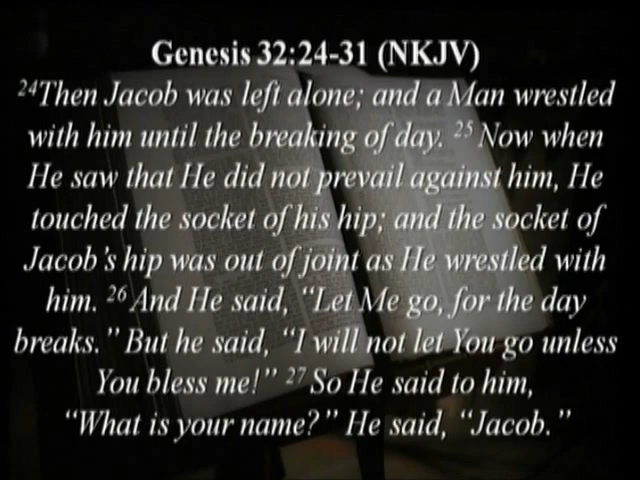 Genesis 32:24-31 (NKJV)
24Then Jacob was left alone; and a Man wrestled
with him until the breaking of day. 25 Now when
He saw that He did not prevail against him, He
touched the socket of his hip; and the socket of
Jacob’s hip was out of joint as He wrestled with
him. 26 And He said, “Let Me go, for the day
breaks.” But he said, “I will not let You go unless
You bless me!” 27 So He said to him,
“What is your name?” He said, “Jacob.”